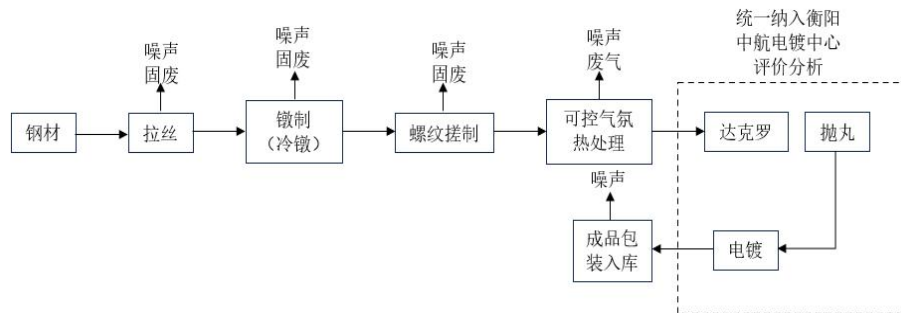 统一纳入衡阳
中航电镀中心
评价分析
噪声
固废
噪声
固废
噪声
固废
噪声
废气
钢材
拉丝
镦制
（冷镦）
螺纹搓制
可控气氛
热处理
达克罗
抛丸
噪声
成品包
装入库
电镀